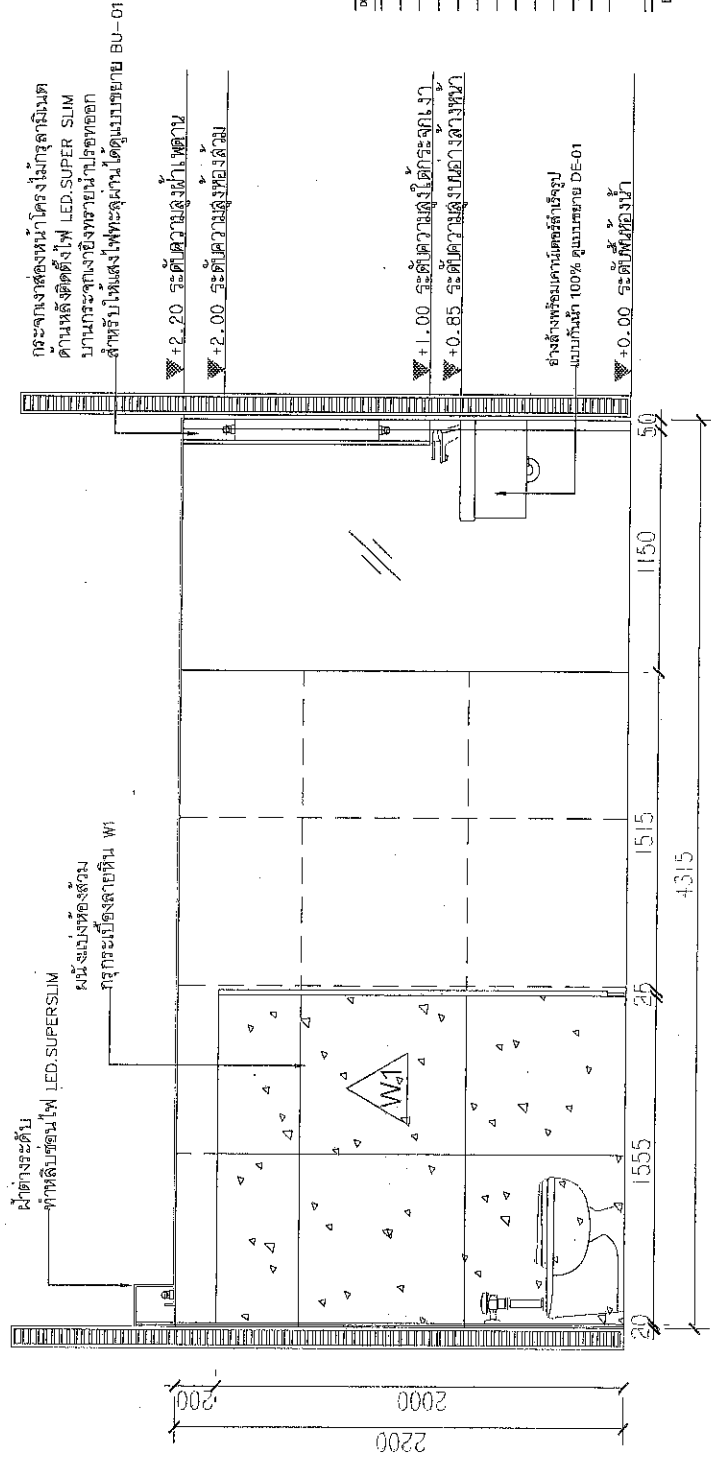 กระจกเงาส่องหน้าโครงไม้กรุลามิเนต
ด้านหลังติดตั้งไฟ LED.SUPER SLIM
บานกระจกเงายิงทรายนำปรอทออก
สำหรับให้แสงไฟทะลุผ่านได้ดูแบบขยาย BU-01
ฝ้าต่างระดับ
ทำหลืบซ่อนไฟ LED.SUPERSLIM
ผนังแบ่งห้องส้วม
กรุกระเบื้องลายหิน W1
+2.20 ระดับความสูงฝ้าเพดาน
+2.00 ระดับความสูงห้องส้วม
+1.00 ระดับความสูงใต้กระจกเงา
+0.85 ระดับความสูงบนอ่างล้างหน้า
อ่างล้างพร้อมเคาน์เตอร์สำเร็จรูป
แบบกันน้ำ 100% ดูแบบขยาย DE-01
+0.00 ระดับพื้นห้องน้ำ
W1
200
2000
2200
20
1555
25
1515
1150
50
4315